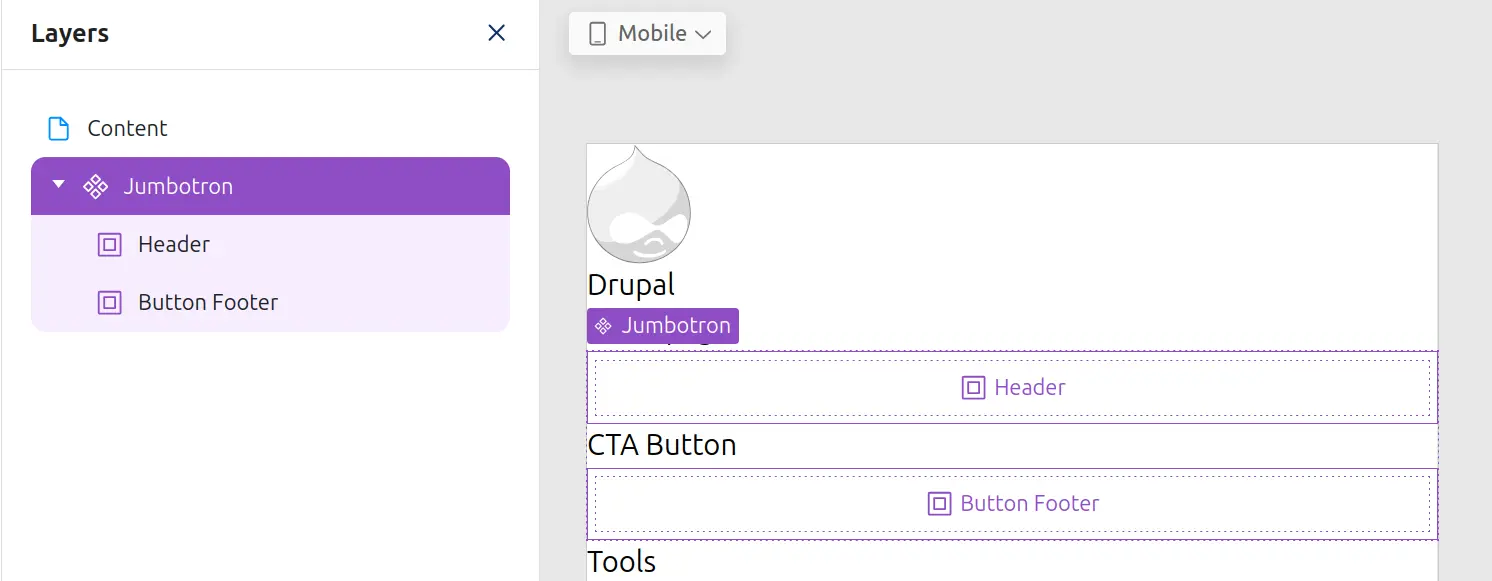 Layers
Mobile
Content
Jumbotron
Header
Button Footer
Drupal
Jumbotron
Header
CTA Button
Button Footer
Tools